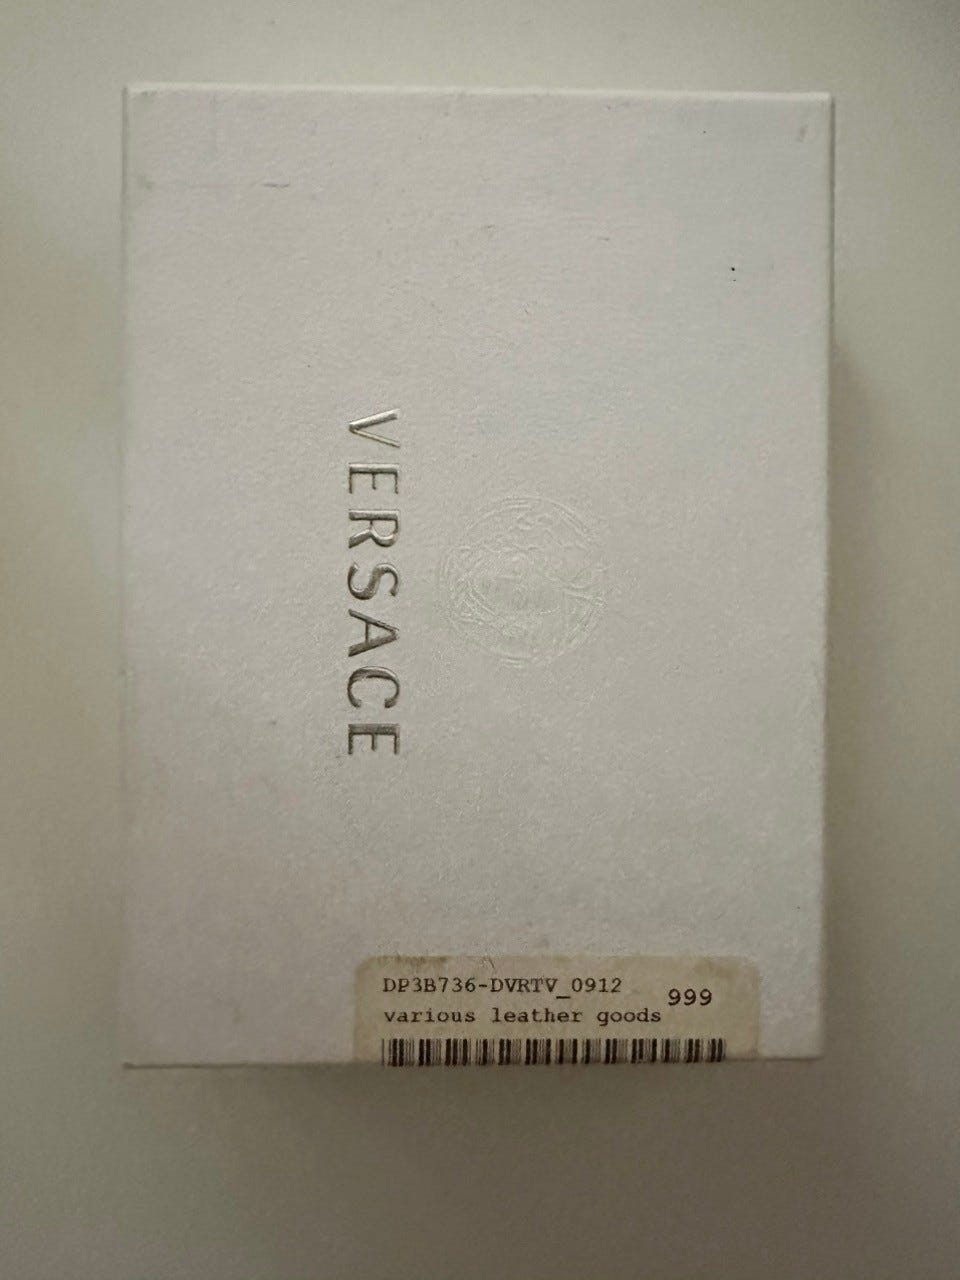 VERSACE
DP3B736-DVRTV_0912
999
various leather goods